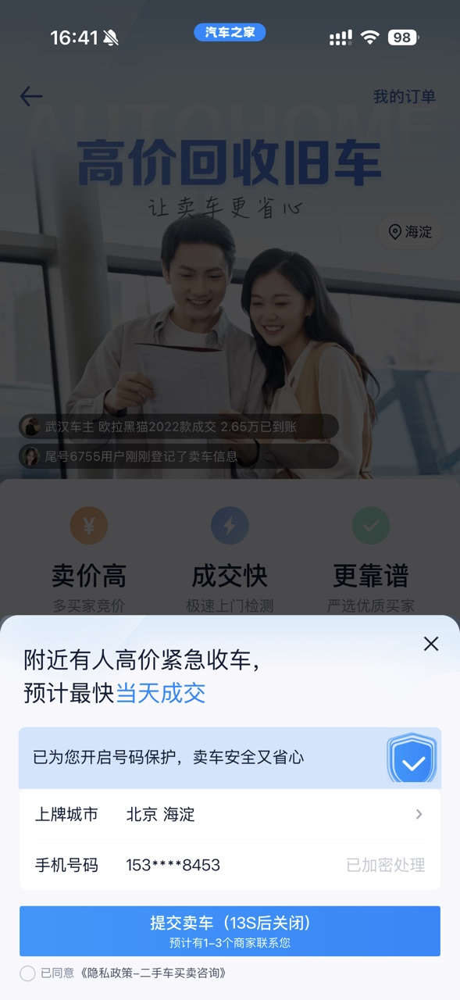 16:41
汽车之家
98
我的订单
AUTOHOME
高价回收旧车
让卖车更省心
海淀
武汉车主 欧拉黑猫2022款成交 2.65万已到账
尾号6755用户刚刚登记了卖车信息
¥
卖价高
成交快
更靠谱
多买家竞价
极速上门检测
严选优质买家
附近有人高价紧急收车，
预计最快当天成交
已为您开启号码保护，卖车安全又省心
上牌城市 北京 海淀
手机号码 153****8453 已加密处理
提交卖车（13S后关闭）
预计有1-3个商家联系您
已同意《隐私政策-二手车买卖咨询》